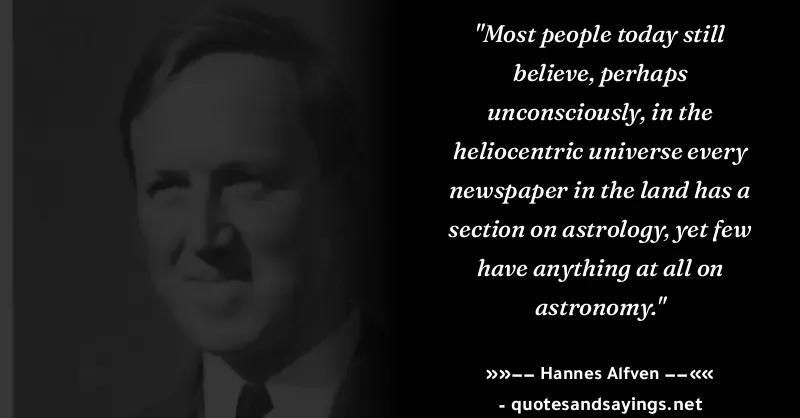 "Most people today still
believe, perhaps
unconsciously, in the
heliocentric universe every
newspaper in the land has a
section on astrology, yet few
have anything at all on
astronomy."
»»−− Hannes Alfven −−««
- quotesandsayings.net